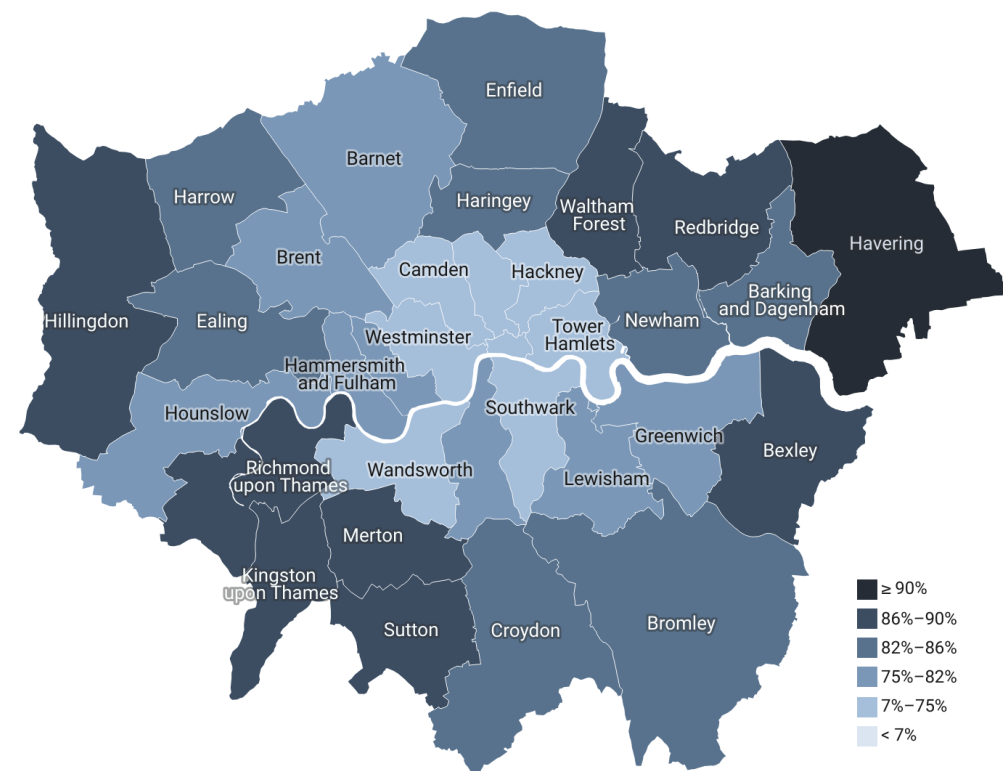 Enfield
Barnet
Harrow
Haringey
Waltham
Forest
Redbridge
Havering
Brent
Camden
Hackney
Hillingdon
Ealing
Westminster
Tower
Hamlets
Newham
Barking
and Dagenham
Hammersmith
and Fulham
Hounslow
Southwark
Greenwich
Bexley
Richmond
upon Thames
Wandsworth
Lewisham
Merton
Kingston
upon Thames
Sutton
Croydon
Bromley
≥ 90%
86%–90%
82%–86%
75%–82%
7%–75%
< 7%